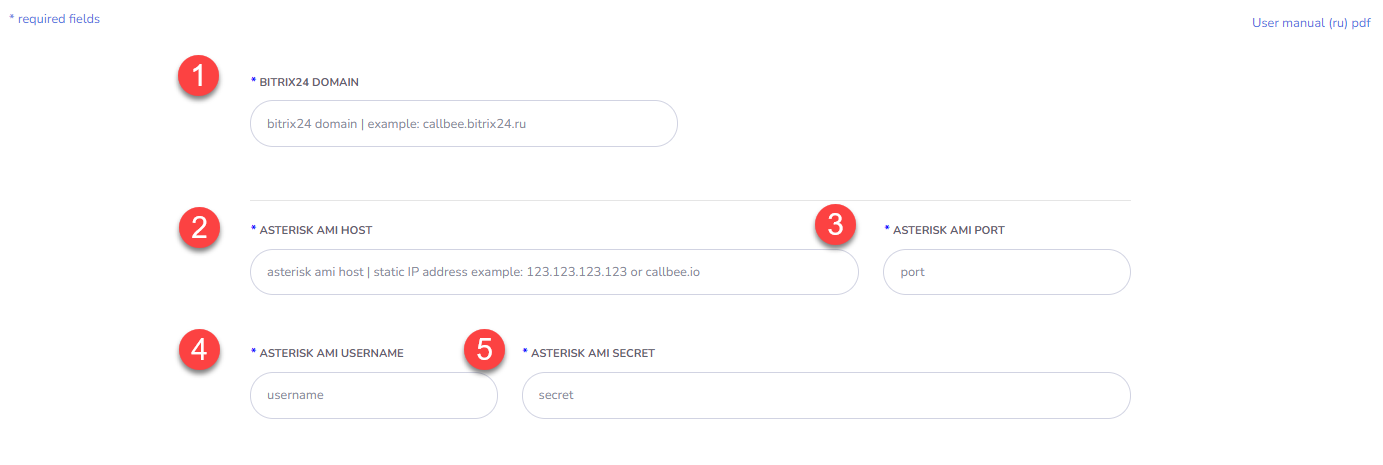 * required fields
User manual (ru) pdf
1
* BITRIX24 DOMAIN
bitrix24 domain | example: callbee.bitrix24.ru
2
* ASTERISK AMI HOST
3
* ASTERISK AMI PORT
asterisk ami host | static IP address example: 123.123.123.123 or callbee.io
port
4
* ASTERISK AMI USERNAME
5
* ASTERISK AMI SECRET
username
secret